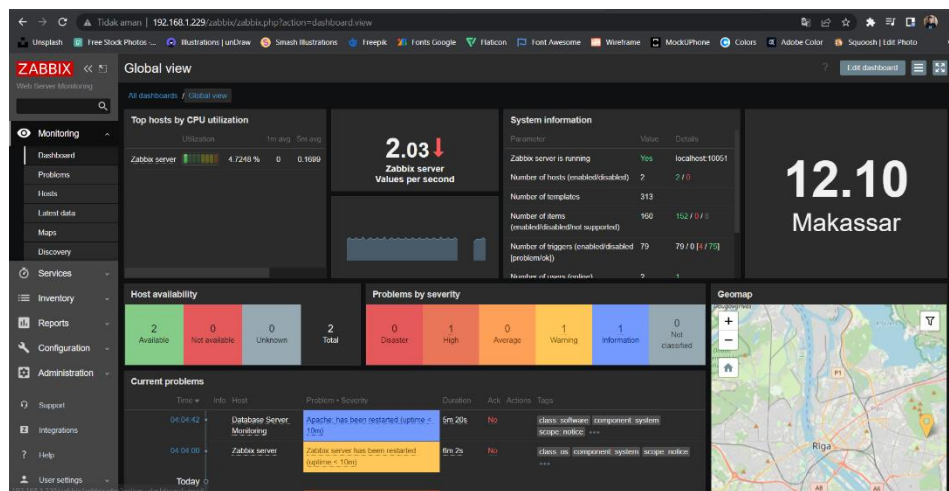 Tidak aman | 192.168.1.229/zabbix/zabbix.php?action=dashboard.view
Unsplash Free Stock Photos -... Illustrations | unDraw Smash Illustrations Freepik Fonts Google Flaticon Font Awesome Wireframe MockUPhone Colors Adobe Color Squoosh | Edit Photo
ZABBIX
Web Server Monitoring
Monitoring
Dashboard
Problems
Hosts
Latest data
Maps
Discovery
Services
Inventory
Reports
Configuration
Administration
Support
Integrations
Help
User settings
Global view
? Edit dashboard
All dashboards / Global view
Top hosts by CPU utilization
Utilization 1m avg 5m avg
Zabbix server 4.7248 % 0 0.1699
2.03
Zabbix server
Values per second
System information
Parameter Value Details
Zabbix server is running Yes localhost:10051
Number of hosts (enabled/disabled) 2 2 / 0
Number of templates 313
Number of items
(enabled/disabled/not supported) 160 152 / 0 / 8
Number of triggers (enabled/disabled
[problem/ok]) 79 79 / 0 [4 / 75]
Number of users (online) 2 1
12.10
Makassar
Host availability
2 Available
0 Not available
0 Unknown
2 Total
Problems by severity
0 Disaster
1 High
0 Average
1 Warning
1 Information
0 Not classified
Geomap
+
−
P1
Riga
A8
Current problems
Time Info Host Problem • Severity Duration Ack Actions Tags
04:04:42 Database Server Monitoring Apache: has been restarted (uptime < 10m) 5m 20s No class: software component: system scope: notice •••
04:04:00 Zabbix server Zabbix server has been restarted (uptime < 10m) 6m 2s No class: os component: system scope: notice •••
Today